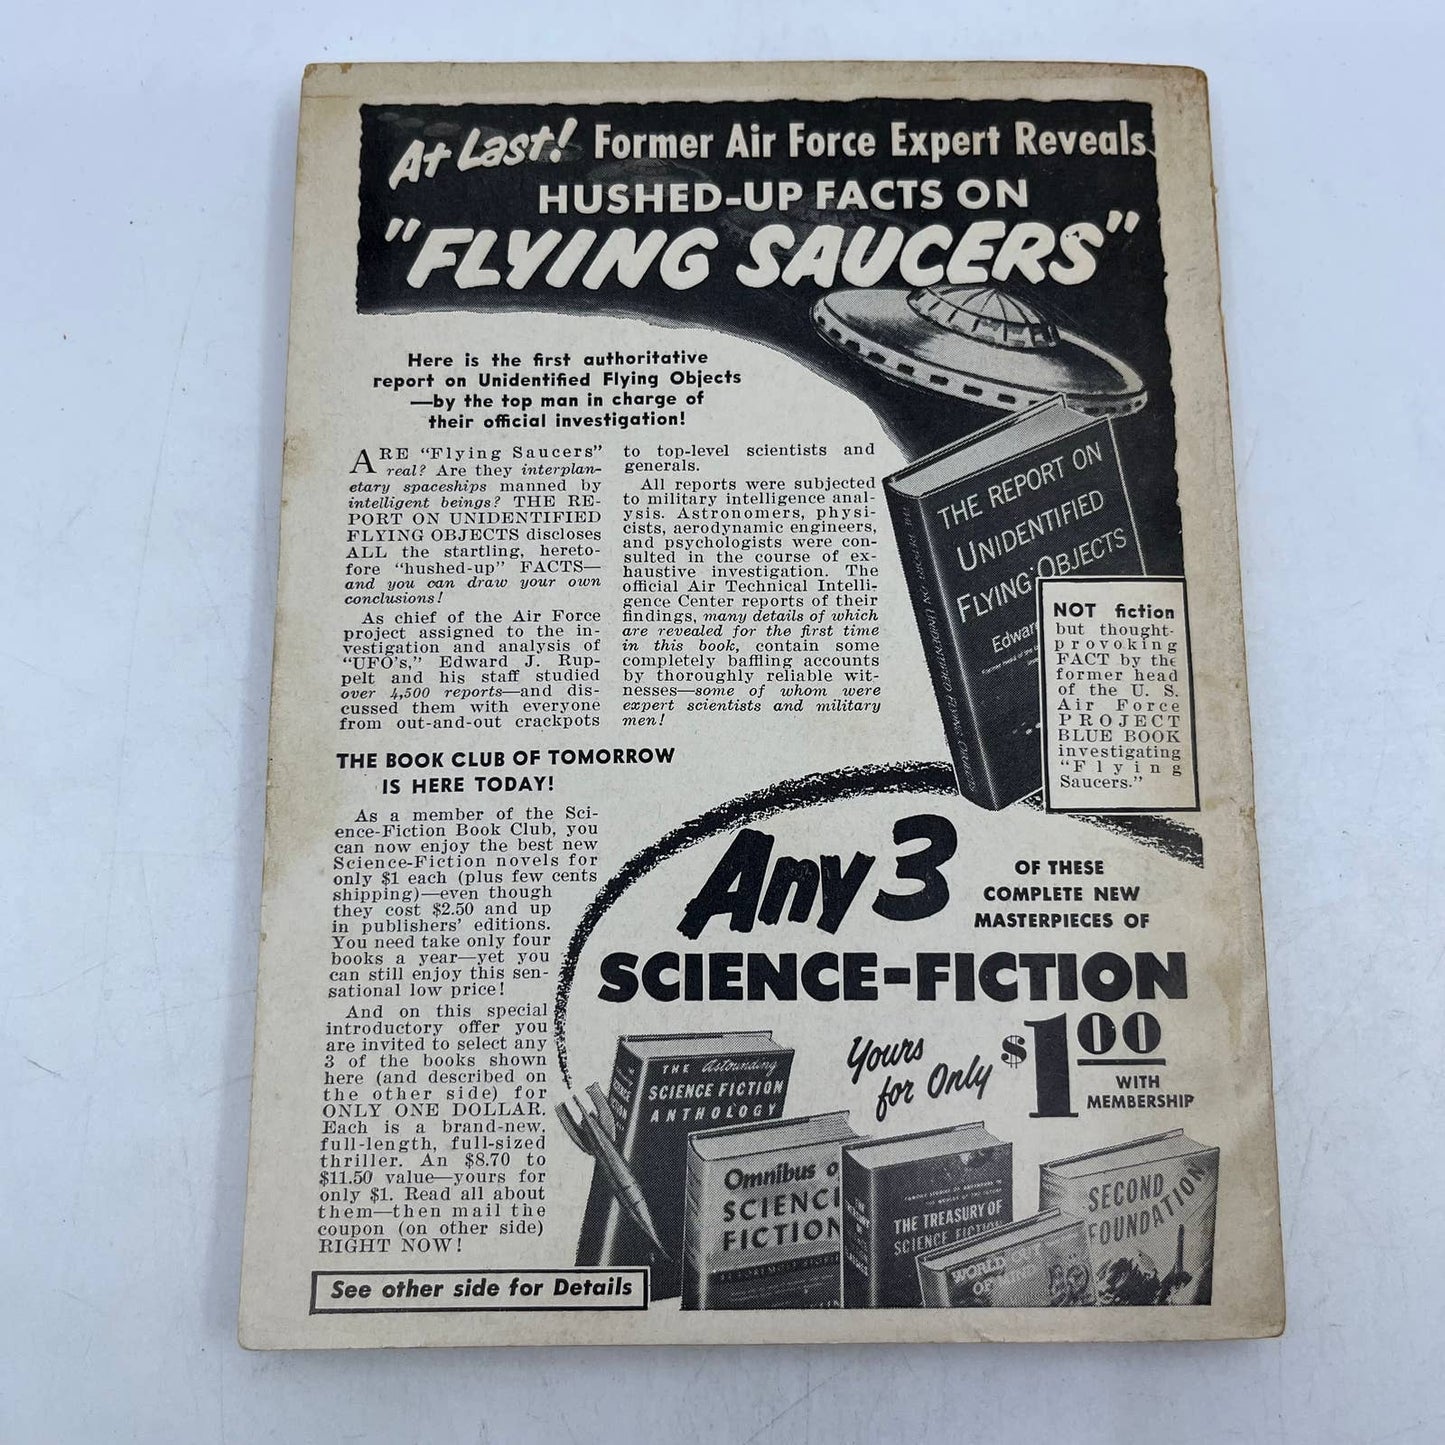 At Last! Former Air Force Expert Reveals
HUSHED-UP FACTS ON
"FLYING SAUCERS"
Here is the first authoritative
report on Unidentified Flying Objects
—by the top man in charge of
their official investigation!
ARE "Flying Saucers"
real? Are they interplan-
etary spaceships manned by
intelligent beings? THE RE-
PORT ON UNIDENTIFIED
FLYING OBJECTS discloses
ALL the startling, hereto-
fore "hushed-up" FACTS—
and you can draw your own
conclusions!
As chief of the Air Force
project assigned to the in-
vestigation and analysis of
"UFO's," Edward J. Rup-
pelt and his staff studied
over 4,500 reports—and dis-
cussed them with everyone
from out-and-out crackpots
to top-level scientists and
generals.
All reports were subjected
to military intelligence anal-
ysis. Astronomers, physi-
cists, aerodynamic engineers,
and psychologists were con-
sulted in the course of ex-
haustive investigation. The
official Air Technical Intelli-
gence Center reports of their
findings, many details of which
are revealed for the first time
in this book, contain some
completely baffling accounts
by thoroughly reliable wit-
nesses—some of whom were
expert scientists and military
men!
THE REPORT ON
UNIDENTIFIED
FLYING OBJECTS
Edwar
THE REPORT ON UNIDENTIFIED FLYING OBJECTS
NOT fiction
but thought-
provoking
FACT by the
former head
of the U. S.
Air Force
PROJECT
BLUE BOOK
investigating
"Flying
Saucers."
THE BOOK CLUB OF TOMORROW
IS HERE TODAY!
As a member of the Sci-
ence-Fiction Book Club, you
can now enjoy the best new
Science-Fiction novels for
only $1 each (plus few cents
shipping)—even though
they cost $2.50 and up
in publishers' editions.
You need take only four
books a year—yet you
can still enjoy this sen-
sational low price!
And on this special
introductory offer you
are invited to select any
3 of the books shown
here (and described on
the other side) for
ONLY ONE DOLLAR.
Each is a brand-new,
full-length, full-sized
thriller. An $8.70 to
$11.50 value—yours for
only $1. Read all about
them—then mail the
coupon (on other side)
RIGHT NOW!
See other side for Details
Any 3
OF THESE
COMPLETE NEW
MASTERPIECES OF
SCIENCE-FICTION
Yours
for Only
$1.00
WITH
MEMBERSHIP
THE Astounding
SCIENCE FICTION
ANTHOLOGY
Omnibus o
SCIENC
FICTION
THE TREASURY OF
SCIENCE FICTION
WORLD OUT
OF
SECOND
FOUNDATION